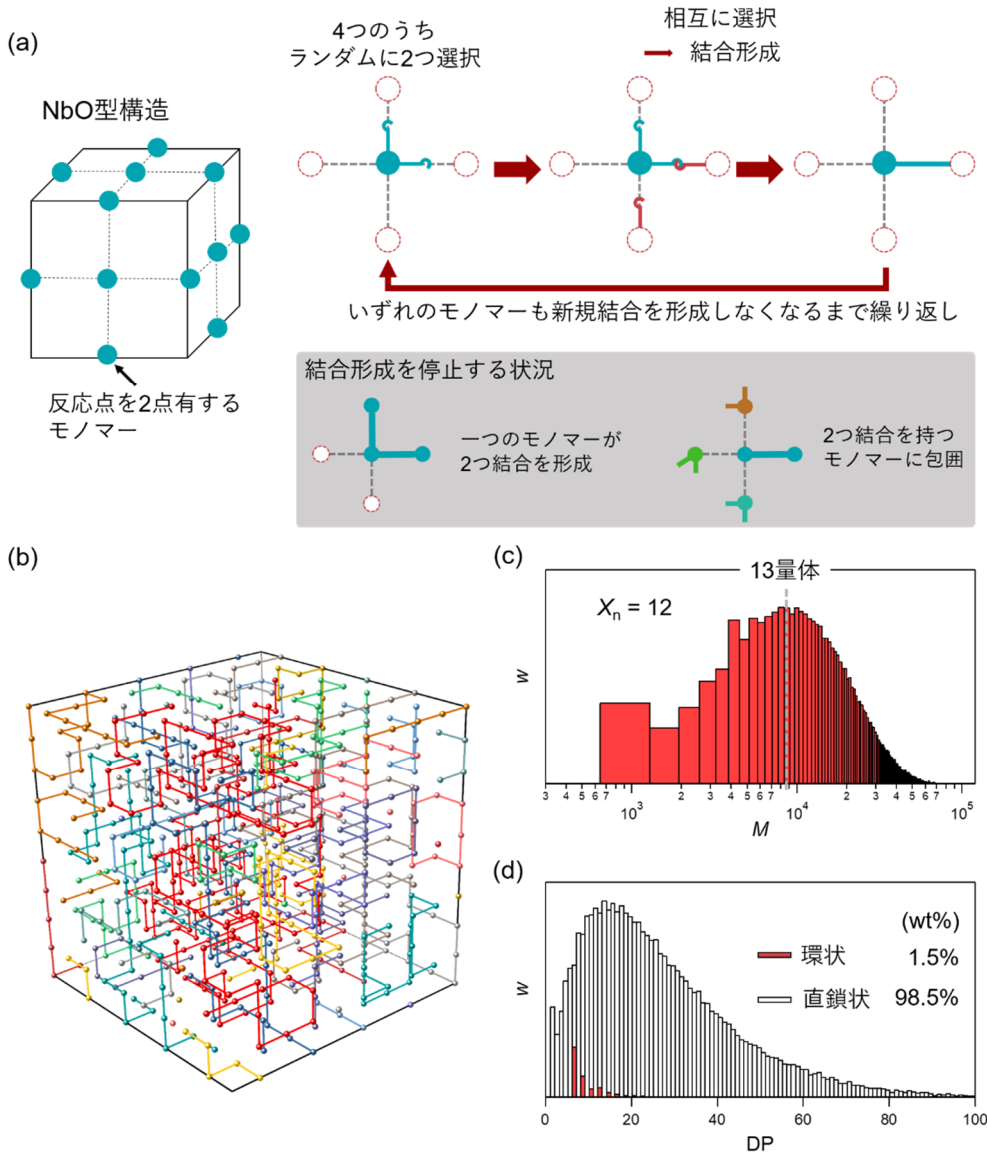 (a)
NbO型構造
反応点を2点有する
モノマー
4つのうち
ランダムに2つ選択
相互に選択
結合形成
いずれのモノマーも新規結合を形成しなくなるまで繰り返し
結合形成を停止する状況
一つのモノマーが
2つ結合を形成
2つ結合を持つ
モノマーに包囲
(b)
(c)
13量体
Xn = 12
w
3 4 5 6 7 10³ 2 3 4 5 6 7 10⁴ 2 3 4 5 6 7 10⁵
M
(d)
(wt%)
環状 1.5%
直鎖状 98.5%
w
0 20 40 60 80 100
DP